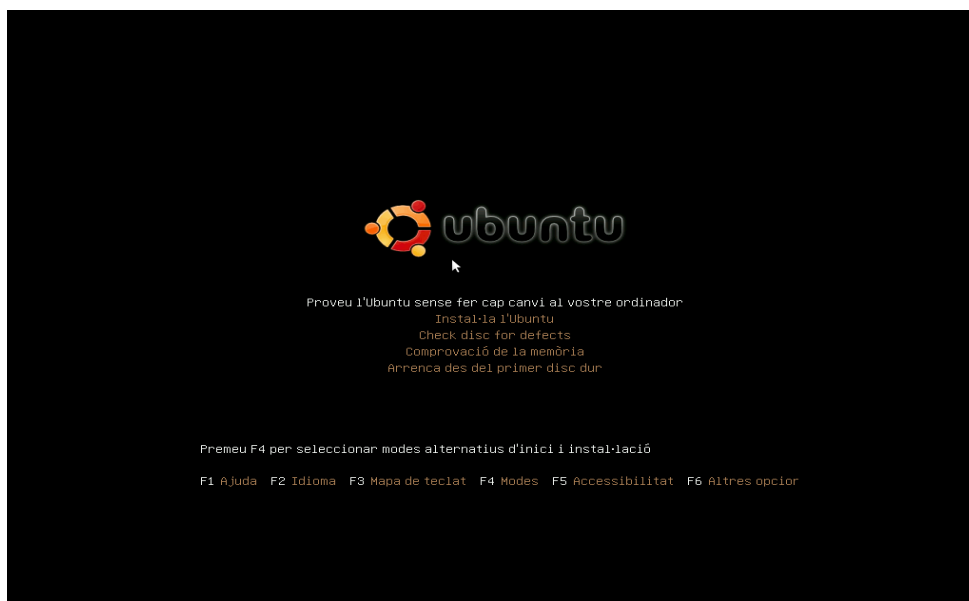 ubuntu
Proveu l'Ubuntu sense fer cap canvi al vostre ordinador
Instal·la l'Ubuntu
Check disc for defects
Comprovació de la memòria
Arrenca des del primer disc dur
Premeu F4 per seleccionar modes alternatius d'inici i instal·lació
F1 Ajuda F2 Idioma F3 Mapa de teclat F4 Modes F5 Accessibilitat F6 Altres opcior